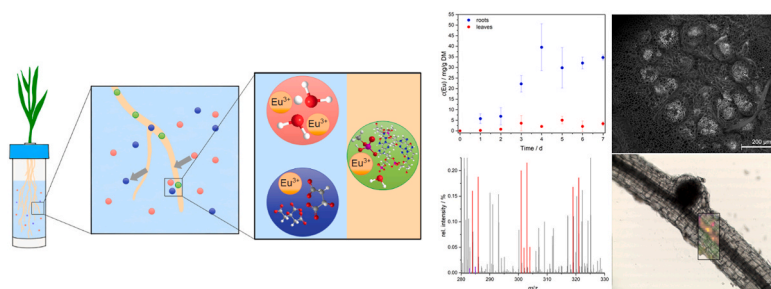 Eu³⁺
Eu³⁺
Eu³⁺
Eu³⁺
roots
leaves
c(Eu) / mg/g DM
55
50
45
40
35
30
25
20
15
10
5
0
0 1 2 3 4 5 6 7
Time / d
200 µm
rel. intensity / %
0.20
0.15
0.10
0.05
0.00
280 290 300 310 320 330
m/z